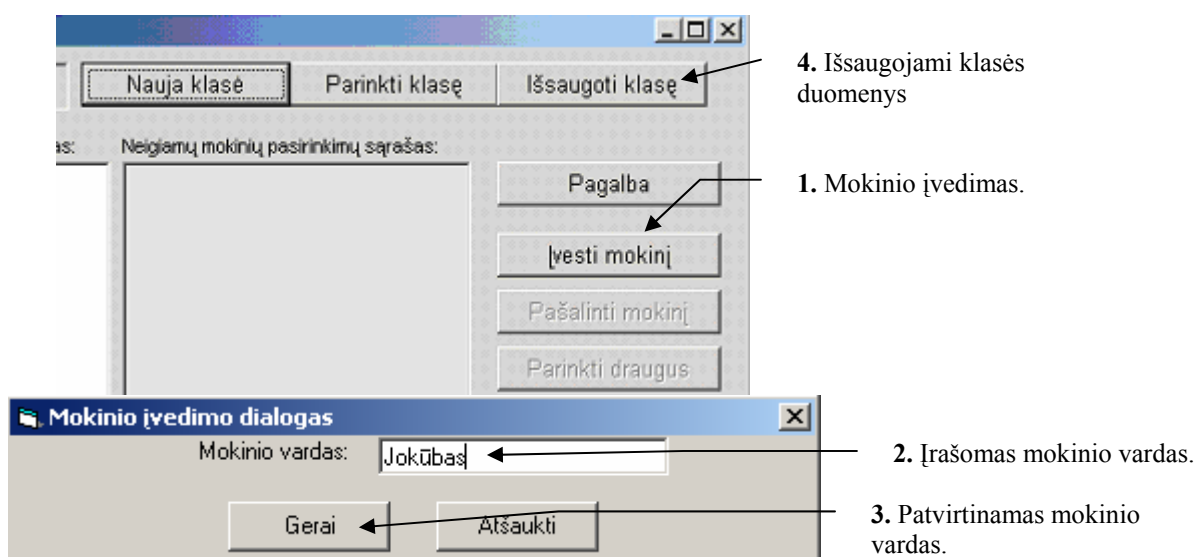 Nauja klasė Parinkti klasę Išsaugoti klasę
4. Išsaugojami klasės
duomenys
as: Neigiamų mokinių pasirinkimų sąrašas:
Pagalba
1. Mokinio įvedimas.
Įvesti mokinį
Pašalinti mokinį
Parinkti draugus
Mokinio įvedimo dialogas
Mokinio vardas: Jokūbas
2. Įrašomas mokinio vardas.
Gerai Atšaukti
3. Patvirtinamas mokinio
vardas.